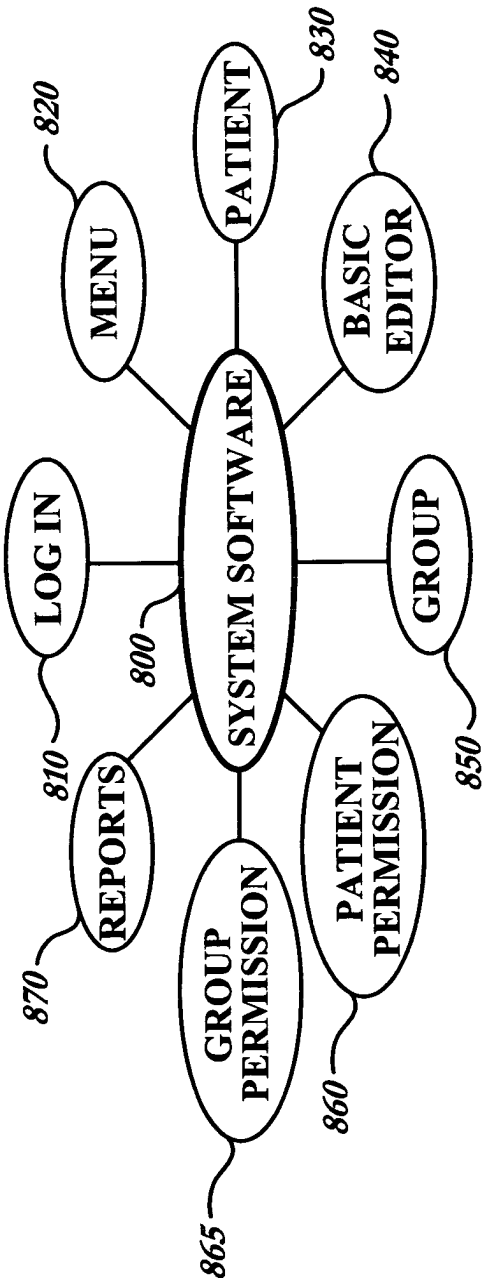 820
MENU
830
PATIENT
840
BASIC
EDITOR
LOG IN
810
800
SYSTEM SOFTWARE
GROUP
850
REPORTS
870
GROUP
PERMISSION
865
PATIENT
PERMISSION
860